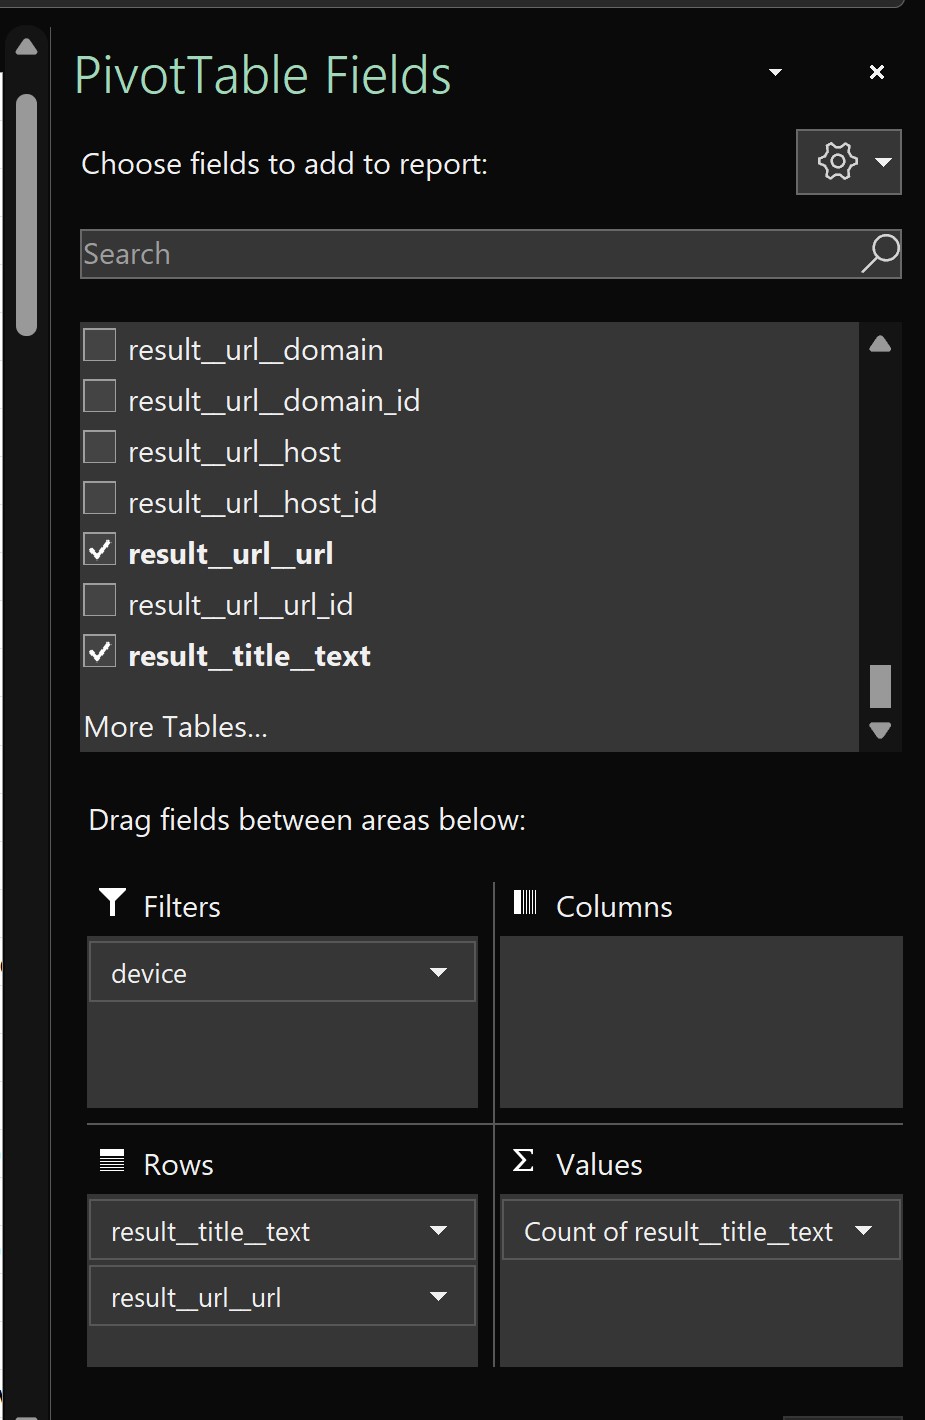 PivotTable Fields
Choose fields to add to report:
Search
result__url__domain
result__url__domain_id
result__url__host
result__url__host_id
result__url__url
result__url__url_id
result__title__text
More Tables...
Drag fields between areas below:
Filters
device
Columns
Rows
result__title__text
result__url__url
Σ Values
Count of result__title__text